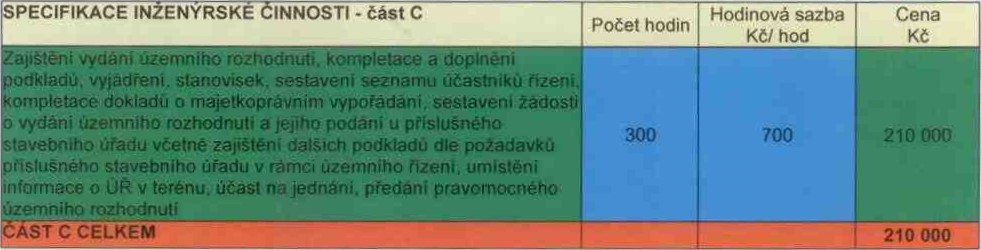 SPECIFIKACE INŽENÝRSKÉ ČINNOSTI - část C
Počet hodin
Hodinová sazba
Kč/ hod
Cena
Kč
Zajištění vydání územního rozhodnutí, kompletace a doplnění
podkladů, vyjádření, stanovisek, sestavení seznamu účastníků řízení,
kompletace dokladů o majetkoprávním vypořádání, sestavení žádosti
o vydání územního rozhodnutí a jejího podání u příslušného
stavebního úřadu včetně zajištění dalších podkladů dle požadavků
příslušného stavebního úřadu v rámci územního řízení, umístění
informace o ÚŘ v terénu, účast na jednání, předání pravomocného
územního rozhodnutí
300
700
210 000
ČÁST C CELKEM
210 000